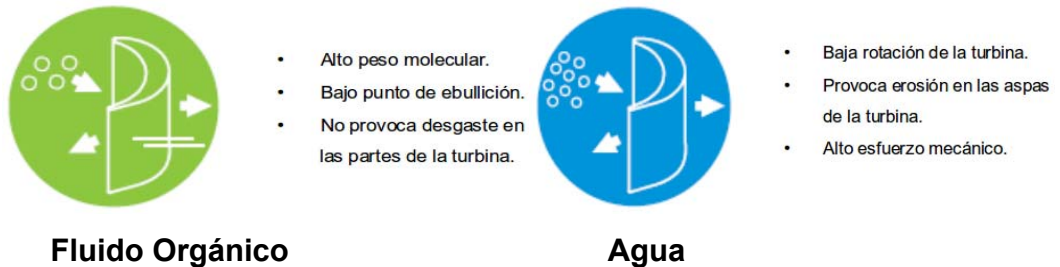 • Alto peso molecular.
• Bajo punto de ebullición.
• No provoca desgaste en
las partes de la turbina.
• Baja rotación de la turbina.
• Provoca erosión en las aspas
de la turbina.
• Alto esfuerzo mecánico.
Fluido Orgánico
Agua